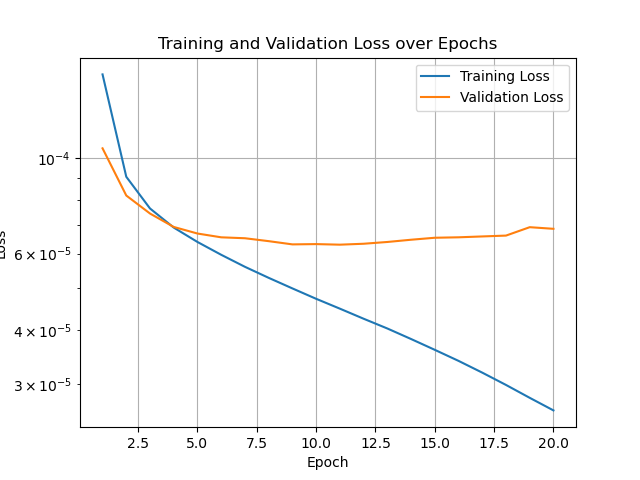 Training and Validation Loss over Epochs
Training Loss
Validation Loss
10⁻⁴
6 × 10⁻⁵
4 × 10⁻⁵
3 × 10⁻⁵
Loss
2.5 5.0 7.5 10.0 12.5 15.0 17.5 20.0
Epoch